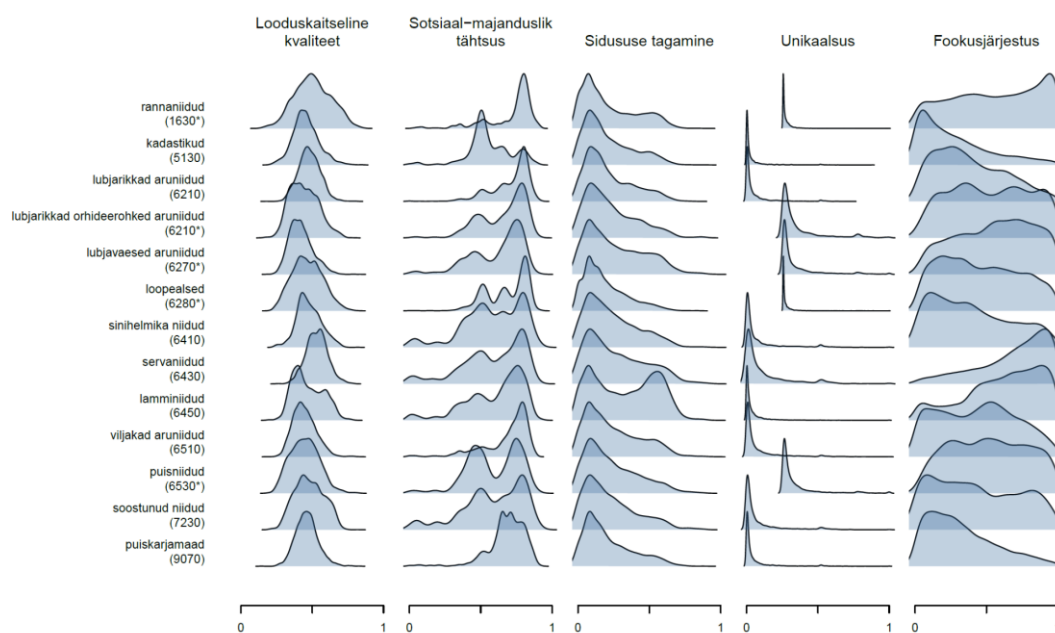 Looduskaitseline
kvaliteet
Sotsiaal−majanduslik
tähtsus
Sidususe tagamine
Unikaalsus
Fookusjärjestus
rannaniidud
(1630*)
kadastikud
(5130)
lubjarikkad aruniidud
(6210)
lubjarikkad orhideerohked aruniidud
(6210*)
lubjavaesed aruniidud
(6270*)
loopealsed
(6280*)
sinihelmika niidud
(6410)
servaniidud
(6430)
lamminiidud
(6450)
viljakad aruniidud
(6510)
puisniidud
(6530*)
soostunud niidud
(7230)
puiskarjamaad
(9070)
0 1 0 1 0 1 0 1 0 1